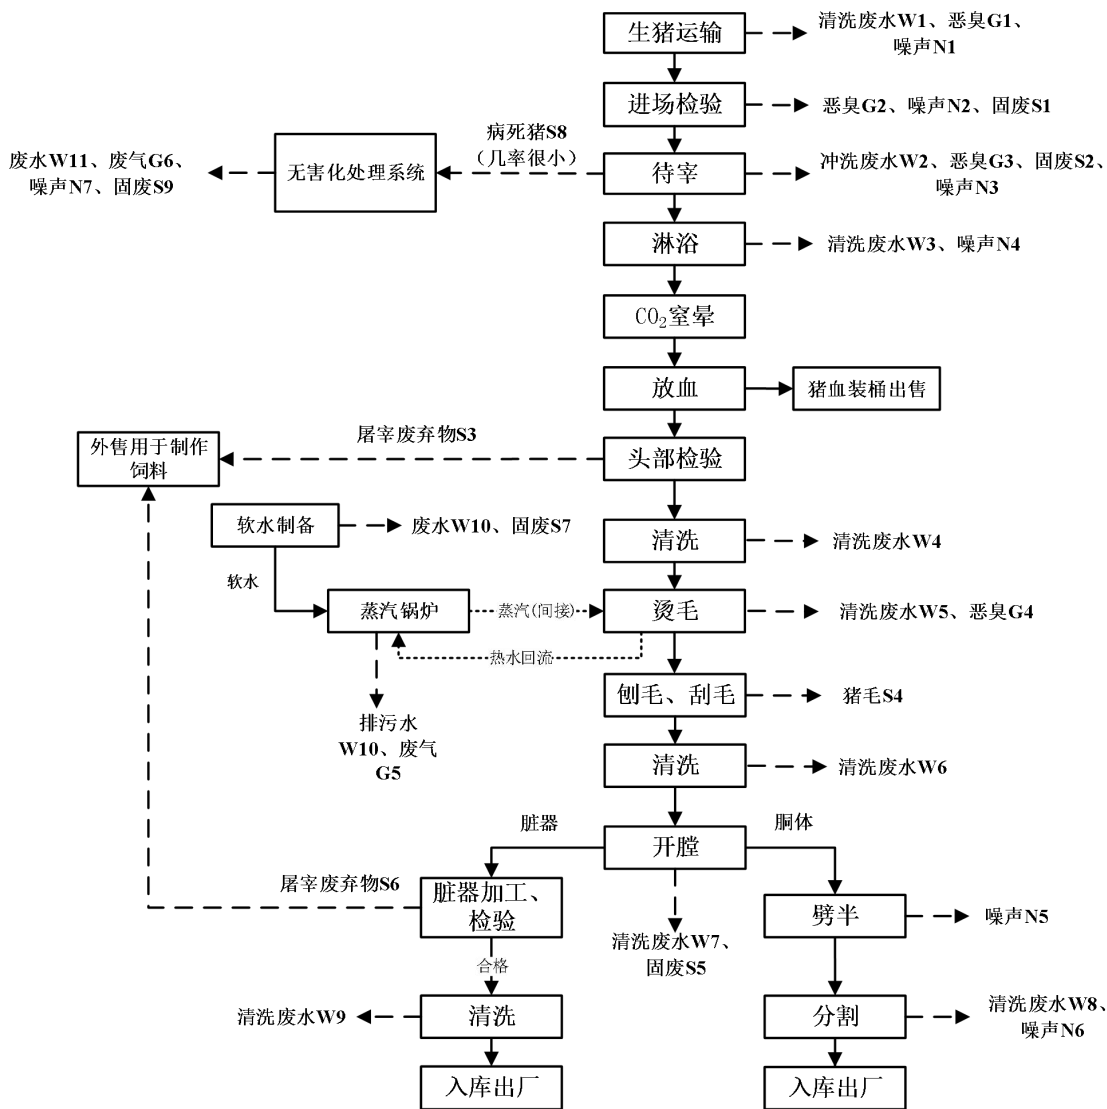 生猪运输
清洗废水W1、恶臭G1、
噪声N1
进场检验
恶臭G2、噪声N2、固废S1
病死猪S8
（几率很小）
废水W11、废气G6、
噪声N7、固废S9
无害化处理系统
待宰
冲洗废水W2、恶臭G3、固废S2、
噪声N3
淋浴
清洗废水W3、噪声N4
CO₂窒晕
放血
猪血装桶出售
屠宰废弃物S3
外售用于制作
饲料
头部检验
软水制备
废水W10、固废S7
清洗
清洗废水W4
软水
蒸汽锅炉
蒸汽(间接)
烫毛
清洗废水W5、恶臭G4
热水回流
刨毛、刮毛
猪毛S4
排污水
W10、废气
G5
清洗
清洗废水W6
脏器
开膛
胴体
屠宰废弃物S6
脏器加工、
检验
劈半
噪声N5
清洗废水W7、
固废S5
合格
清洗废水W9
清洗
分割
清洗废水W8、
噪声N6
入库出厂
入库出厂